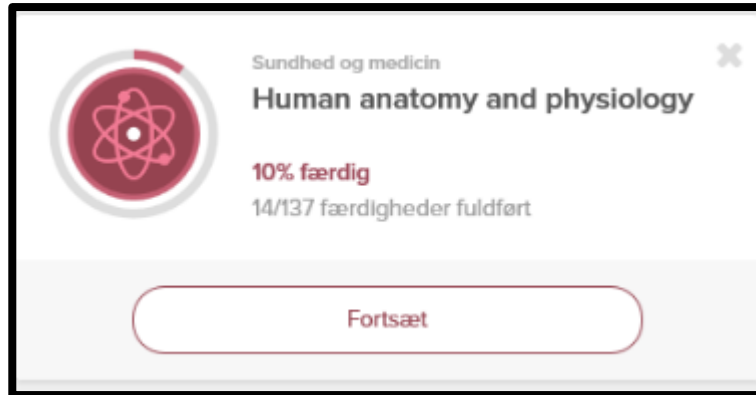 Sundhed og medicin
Human anatomy and physiology
10% færdig
14/137 færdigheder fuldført
Fortsæt